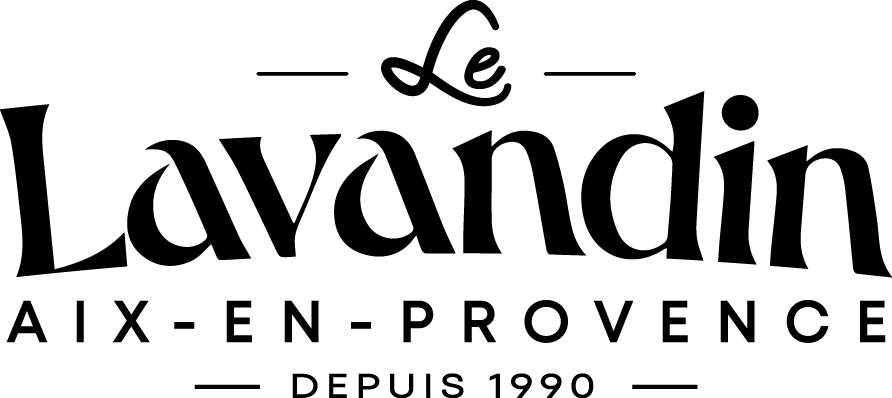 Le
Lavandin
AIX-EN-PROVENCE
DEPUIS 1990